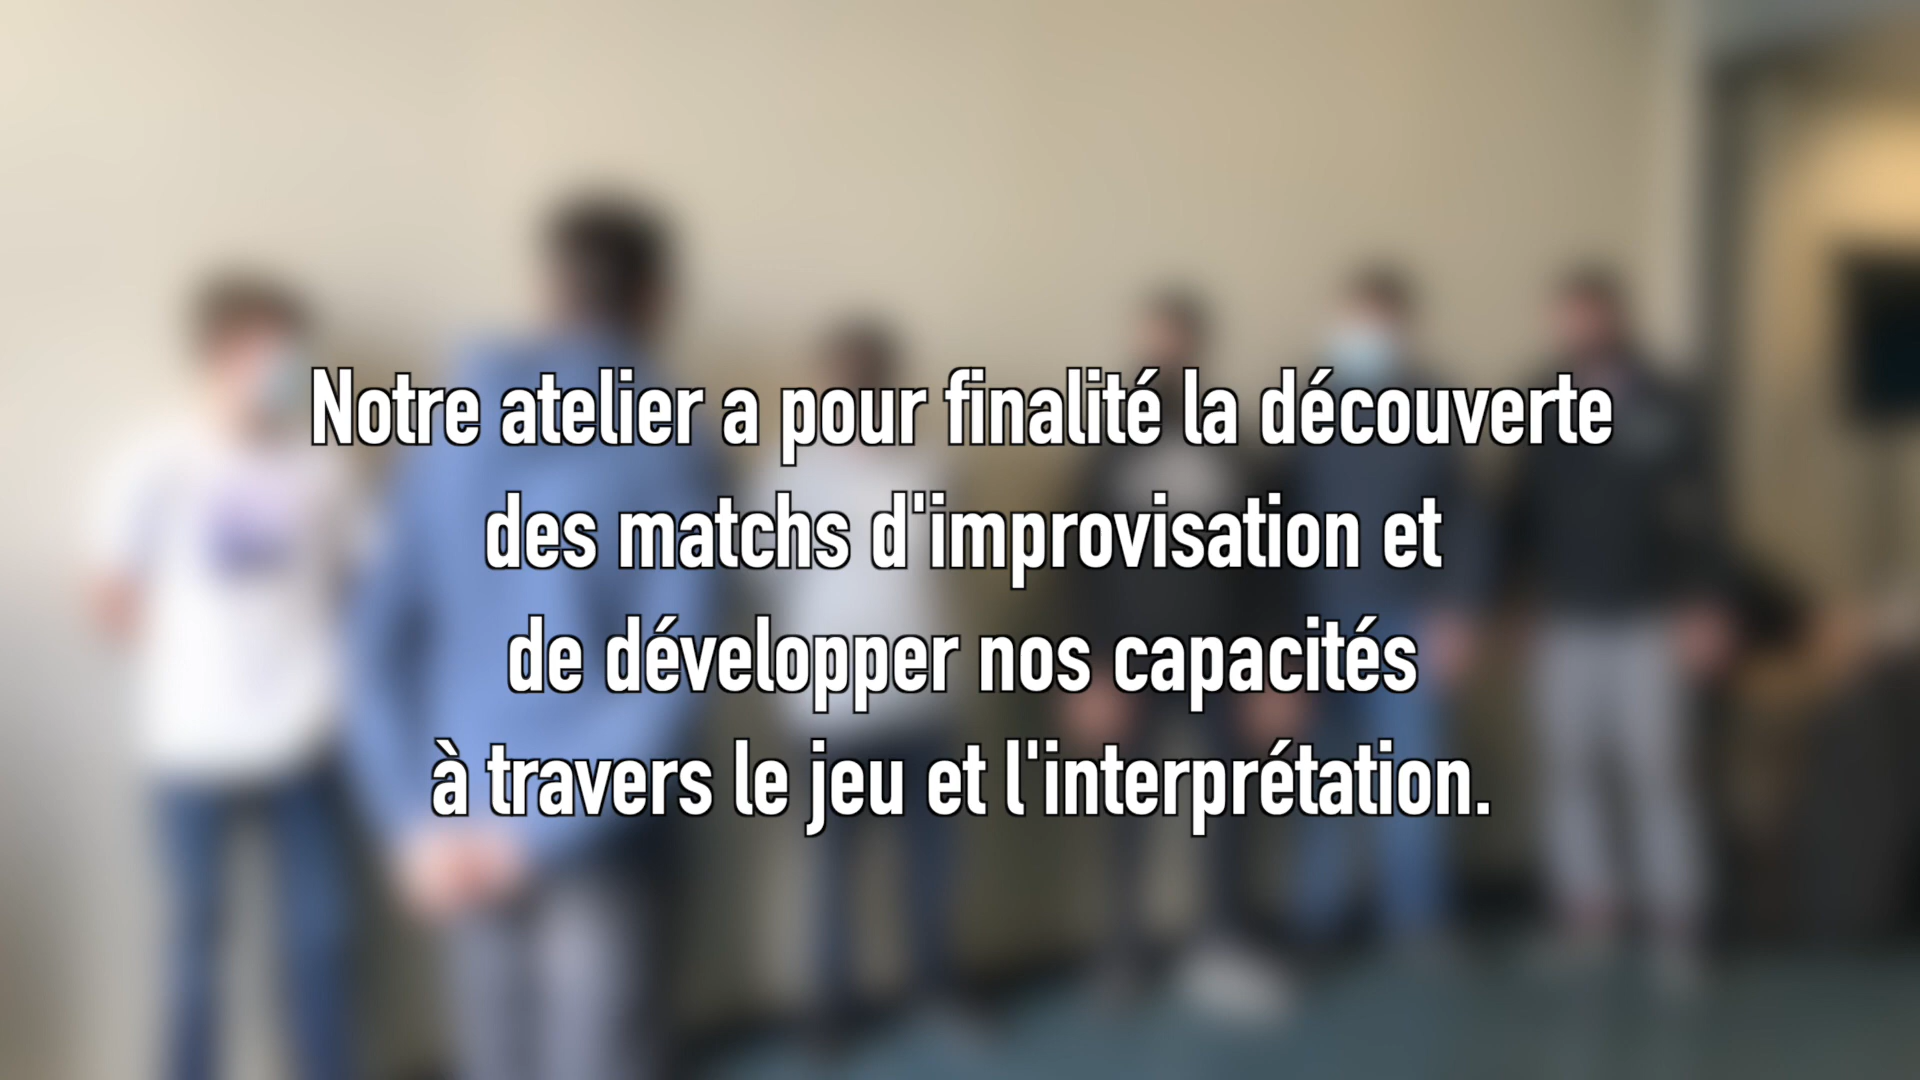 Notre atelier a pour finalité la découverte
des matchs d'improvisation et
de développer nos capacités
à travers le jeu et l'interprétation.